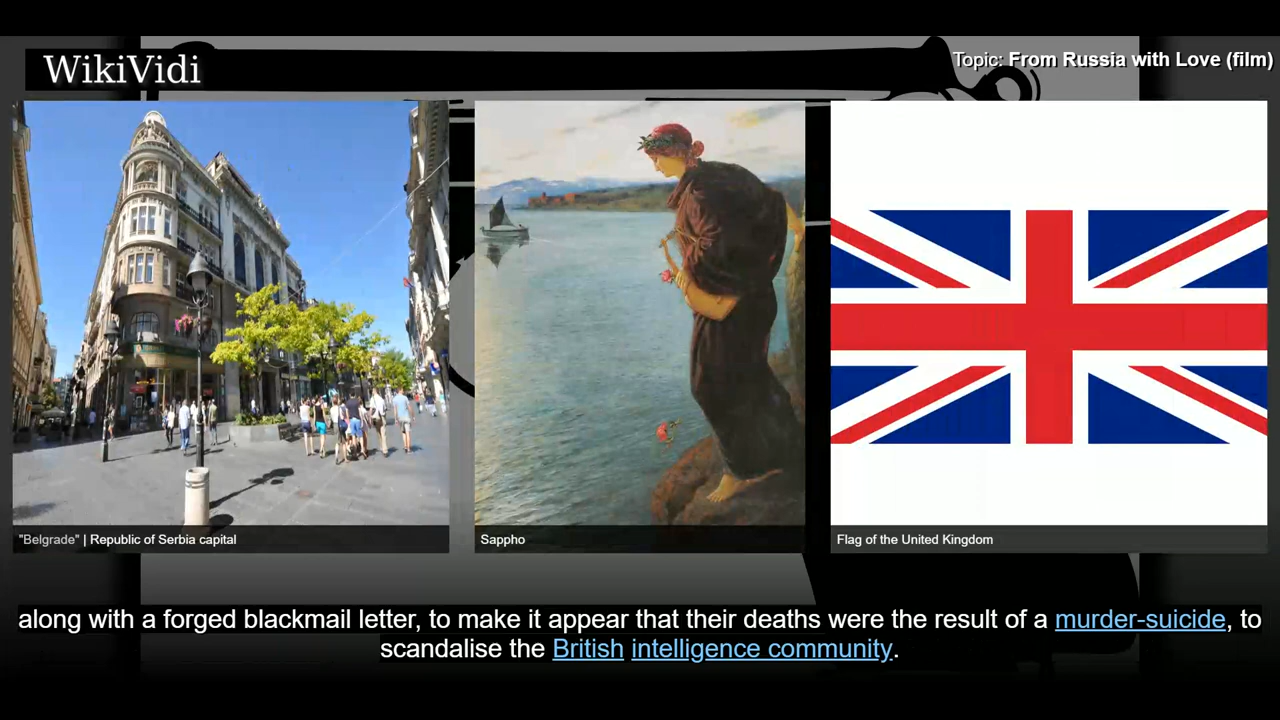 WikiVidi
Topic: From Russia with Love (film)
"Belgrade" | Republic of Serbia capital
Sappho
Flag of the United Kingdom
along with a forged blackmail letter, to make it appear that their deaths were the result of a murder-suicide, to
scandalise the British intelligence community.